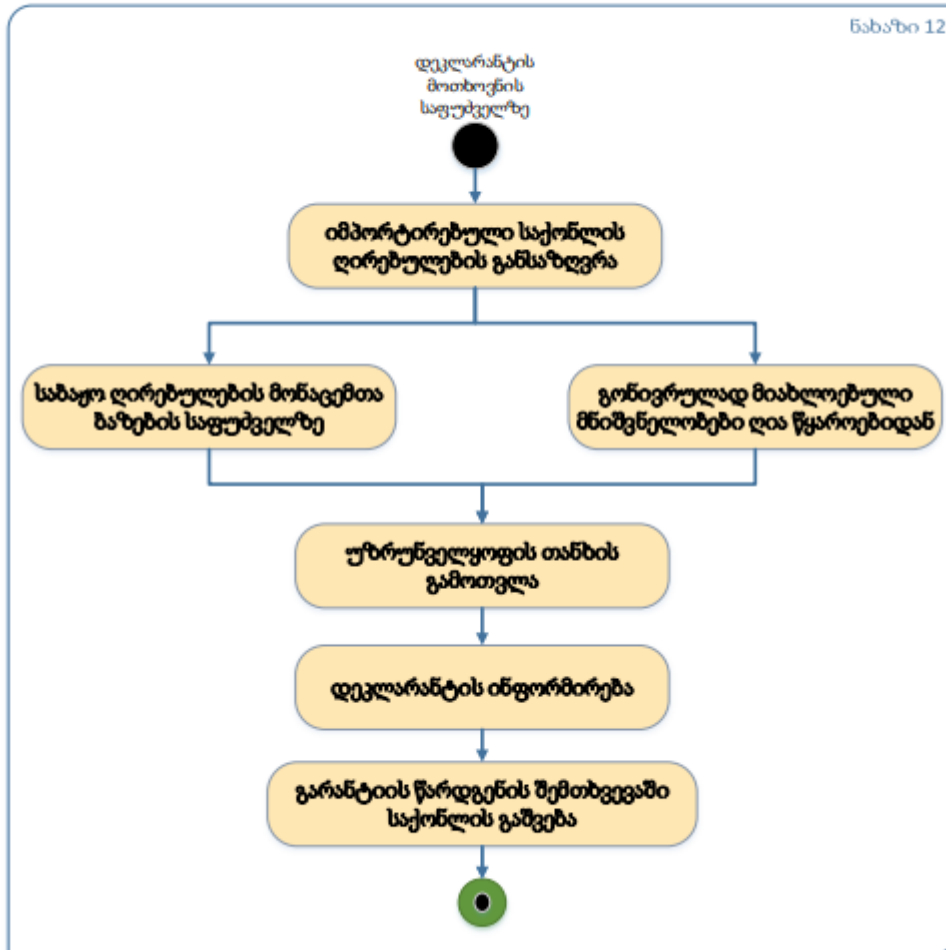 ნახაზი 12
დეკლარანტის
მოთხოვნის
საფუძველზე
იმპორტირებული საქონლის
ღირებულების განსაზღვრა
საბაჟო ღირებულების მონაცემთა
ბაზების საფუძველზე
გონივრულად მიახლოებული
მნიშვნელობები ღია წყაროებიდან
უზრუნველყოფის თანხის
გამოთვლა
დეკლარანტის ინფორმირება
გარანტიის წარდგენის შემთხვევაში
საქონლის გაშვება